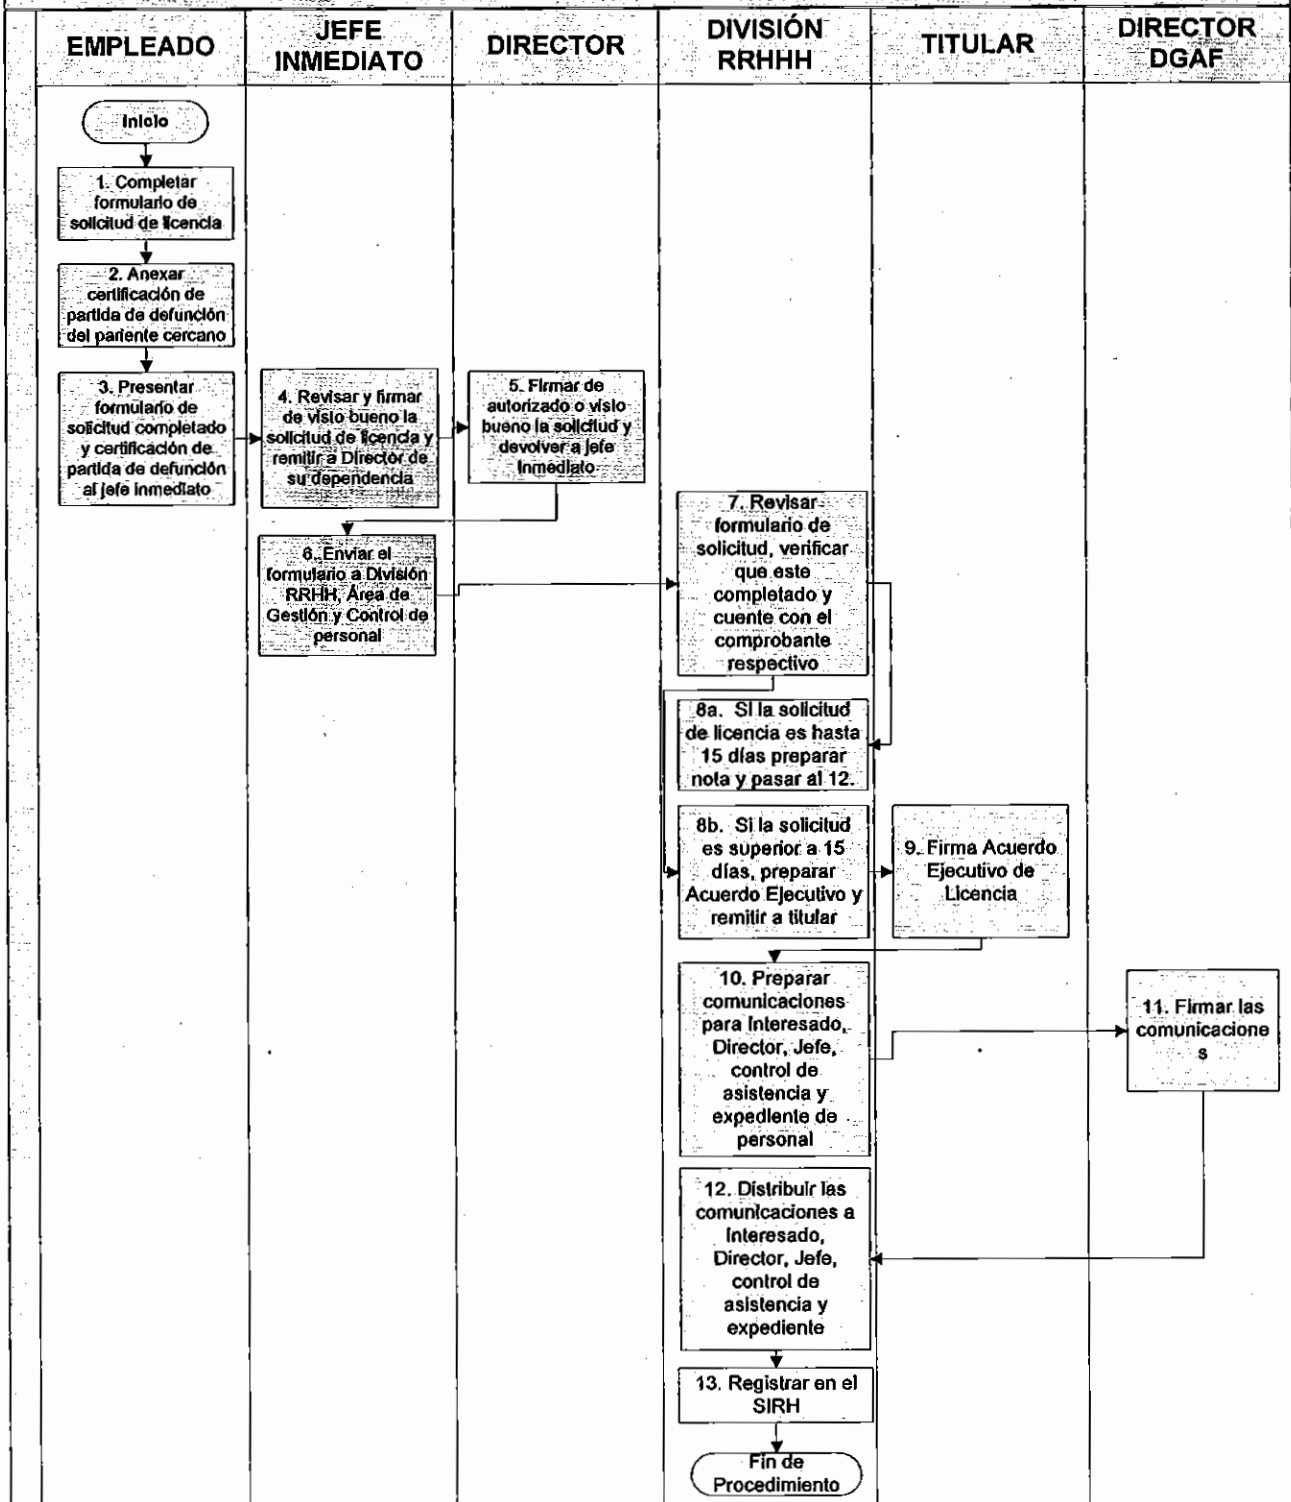 EMPLEADO
JEFE
INMEDIATO
DIRECTOR
DIVISIÓN
RRHHH
TITULAR
DIRECTOR
DGAF
Inicio
1. Completar
formulario de
solicitud de licencia
2. Anexar
certificación de
partida de defunción
del pariente cercano
3. Presentar
formulario de
solicitud completado
y certificación de
partida de defunción
al jefe inmediato
4. Revisar y firmar
de visto bueno la
solicitud de licencia y
remitir a Director de
su dependencia
5. Firmar de
autorizado o visto
bueno la solicitud y
devolver a jefe
Inmediato
6. Enviar el
formulario a División
RRHH, Área de
Gestión y Control de
personal
7. Revisar
formulario de
solicitud, verificar
que este
completado y
cuente con el
comprobante
respectivo
8a. Si la solicitud
de licencia es hasta
15 días preparar
nota y pasar al 12.
8b. Si la solicitud
es superior a 15
días, preparar
Acuerdo Ejecutivo y
remitir a titular
9. Firma Acuerdo
Ejecutivo de
Licencia
10. Preparar
comunicaciones
para Interesado,
Director, Jefe,
control de
asistencia y
expediente de
personal
11. Firmar las
comunicacione
s
12. Distribuir las
comunicaciones a
Interesado,
Director, Jefe,
control de
asistencia y
expediente
13. Registrar en el
SIRH
Fin de
Procedimiento